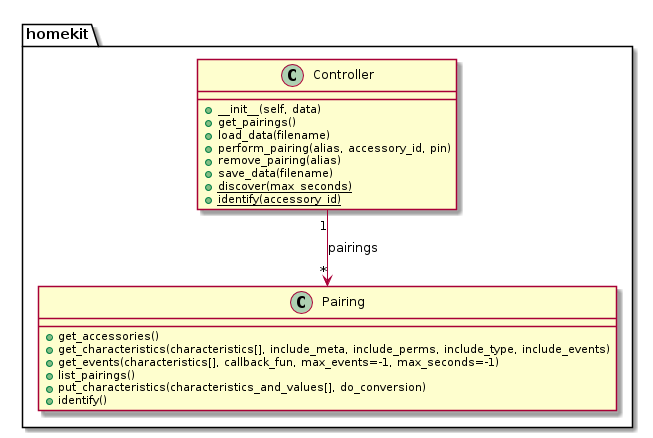 homekit
C Controller
__init__(self, data)
get_pairings()
load_data(filename)
perform_pairing(alias, accessory_id, pin)
remove_pairing(alias)
save_data(filename)
discover(max_seconds)
identify(accessory_id)
1
pairings
*
C Pairing
get_accessories()
get_characteristics(characteristics[], include_meta, include_perms, include_type, include_events)
get_events(characteristics[], callback_fun, max_events=-1, max_seconds=-1)
list_pairings()
put_characteristics(characteristics_and_values[], do_conversion)
identify()